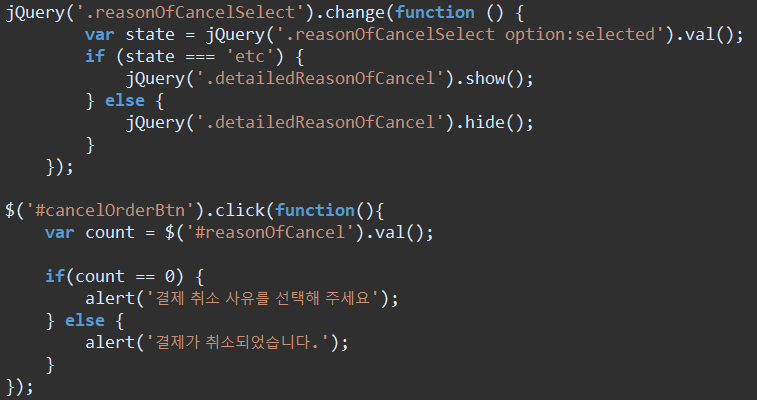 jQuery('.reasonOfCancelSelect').change(function () {
        var state = jQuery('.reasonOfCancelSelect option:selected').val();
        if (state === 'etc') {
            jQuery('.detailedReasonOfCancel').show();
        } else {
            jQuery('.detailedReasonOfCancel').hide();
        }
    });

$('#cancelOrderBtn').click(function(){
    var count = $('#reasonOfCancel').val();

    if(count == 0) {
        alert('결제 취소 사유를 선택해 주세요');
    } else {
        alert('결제가 취소되었습니다.');
    }
});